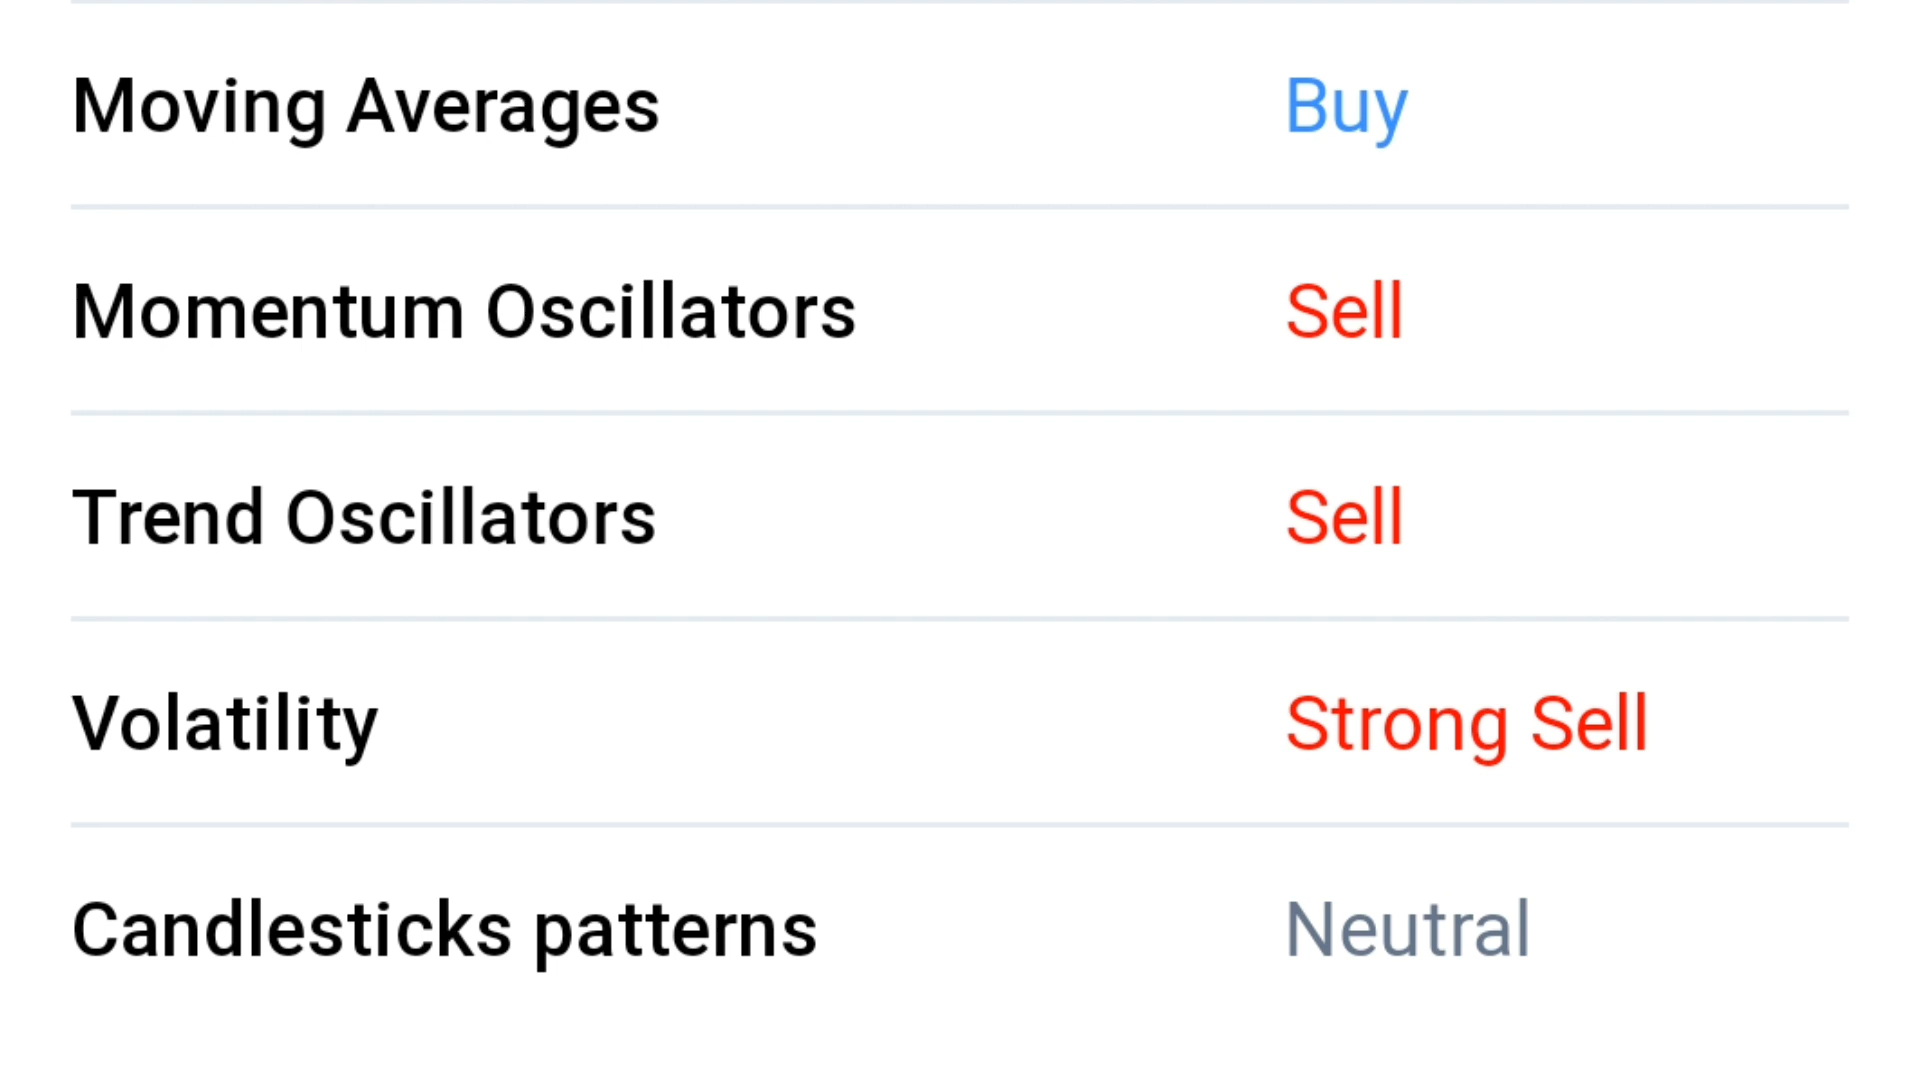 Moving Averages Buy
Momentum Oscillators Sell
Trend Oscillators Sell
Volatility Strong Sell
Candlesticks patterns Neutral